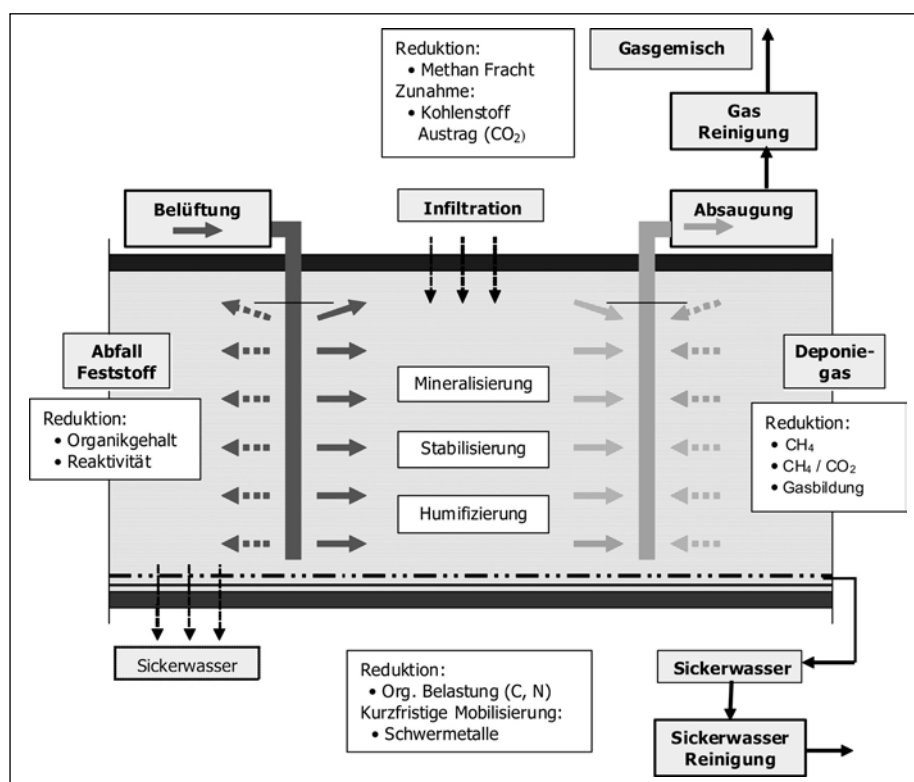 Reduktion:
• Methan Fracht
Zunahme:
• Kohlenstoff
Austrag (CO₂)
Gasgemisch
Gas
Reinigung
Belüftung
Infiltration
Absaugung
Abfall
Feststoff
Reduktion:
• Organikgehalt
• Reaktivität
Mineralisierung
Stabilisierung
Humifizierung
Deponie-
gas
Reduktion:
• CH₄
• CH₄ / CO₂
• Gasbildung
Sickerwasser
Reduktion:
• Org. Belastung (C, N)
Kurzfristige Mobilisierung:
• Schwermetalle
Sickerwasser
Sickerwasser
Reinigung